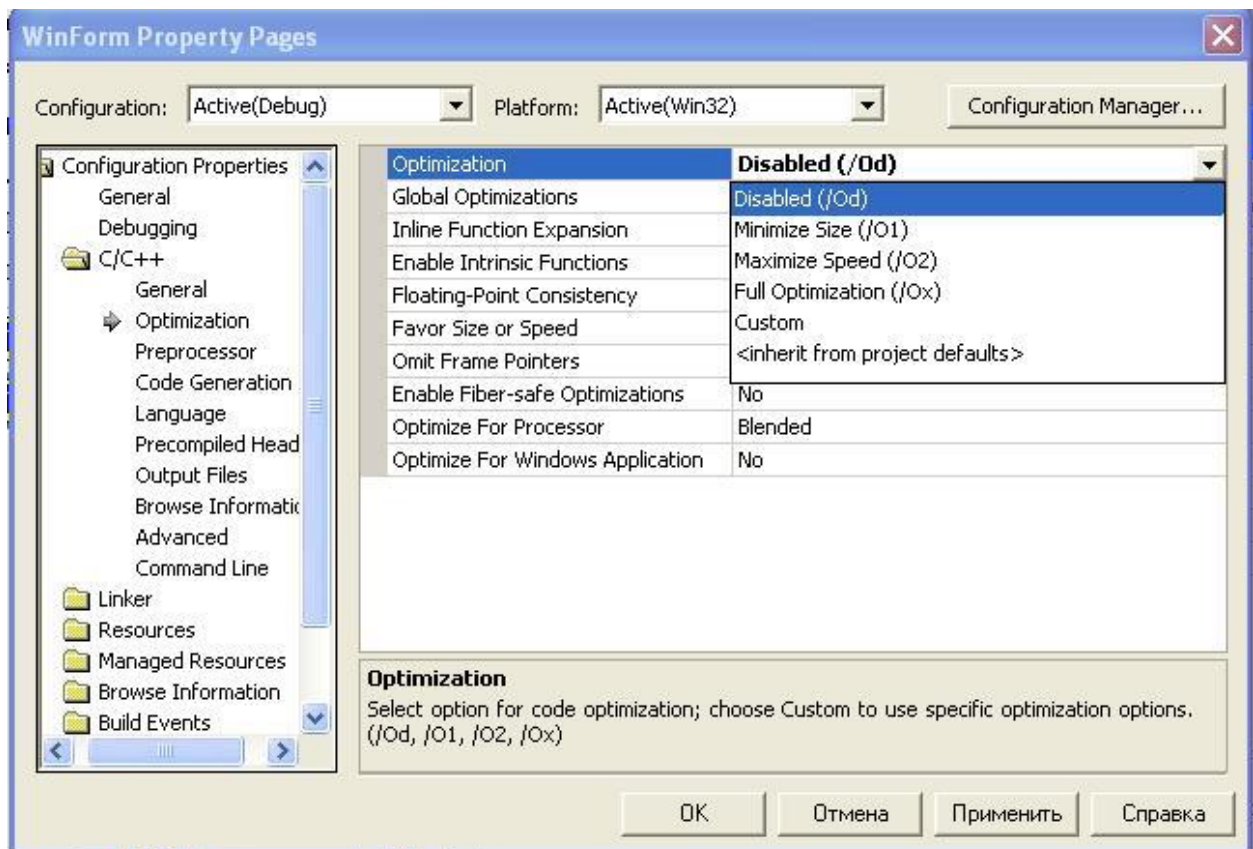 WinForm Property Pages
Configuration: Active(Debug) Platform: Active(Win32) Configuration Manager...
Configuration Properties
General
Debugging
C/C++
General
Optimization
Preprocessor
Code Generation
Language
Precompiled Head
Output Files
Browse Informatic
Advanced
Command Line
Linker
Resources
Managed Resources
Browse Information
Build Events
Optimization Disabled (/Od)
Global Optimizations
Inline Function Expansion
Enable Intrinsic Functions
Floating-Point Consistency
Favor Size or Speed
Omit Frame Pointers
Enable Fiber-safe Optimizations No
Optimize For Processor Blended
Optimize For Windows Application No
Disabled (/Od)
Minimize Size (/O1)
Maximize Speed (/O2)
Full Optimization (/Ox)
Custom
<inherit from project defaults>
Optimization
Select option for code optimization; choose Custom to use specific optimization options.
(/Od, /O1, /O2, /Ox)
OK Отмена Применить Справка